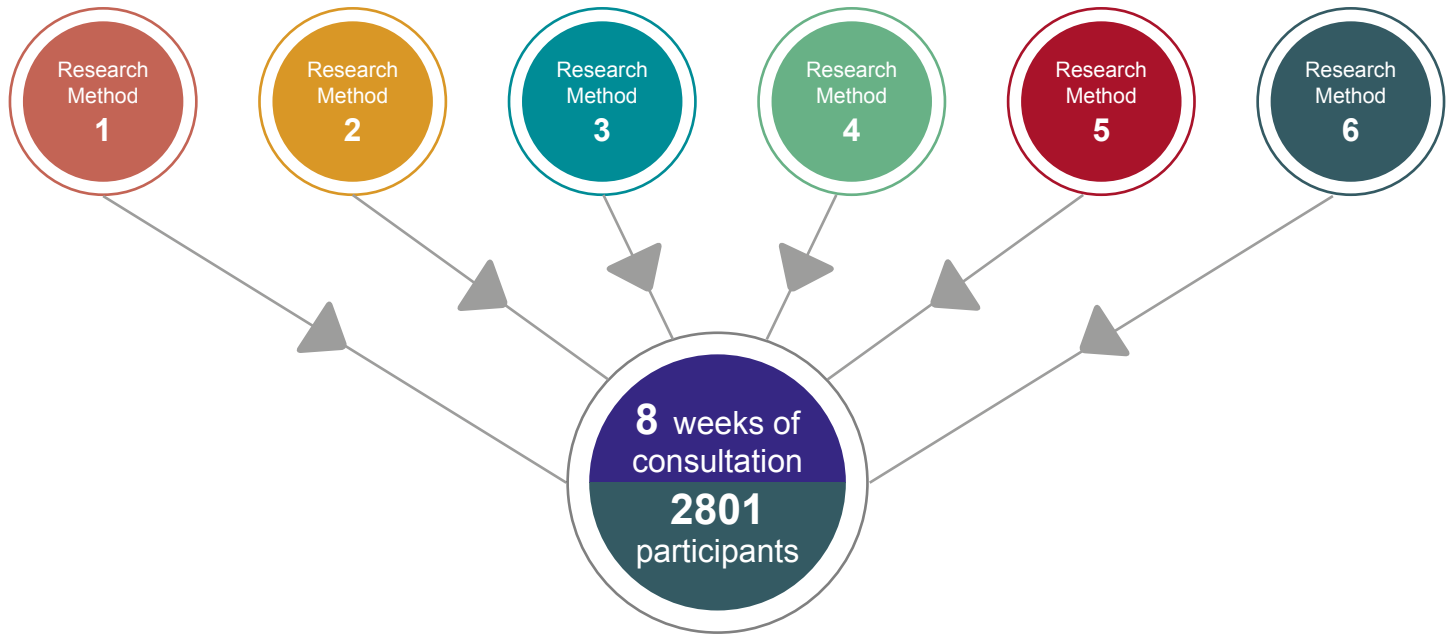 Research
Method
1
Research
Method
2
Research
Method
3
Research
Method
4
Research
Method
5
Research
Method
6
8 weeks of
consultation
2801
participants